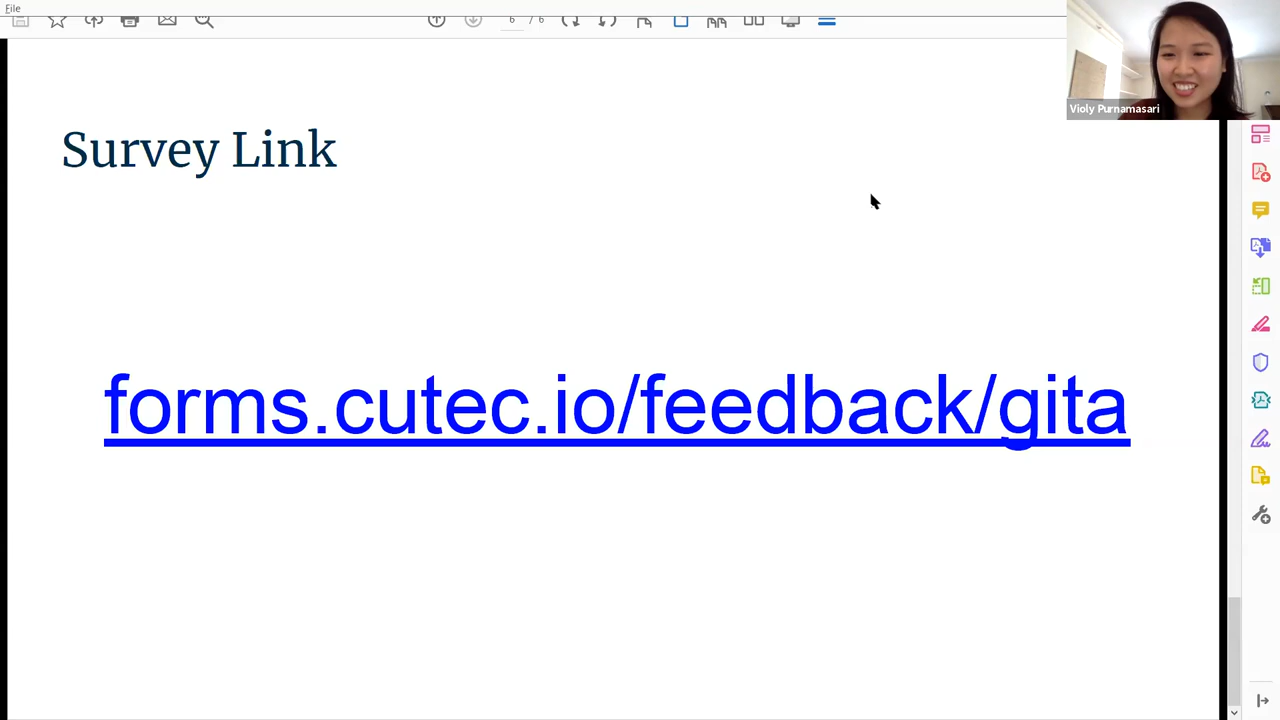 File
6 / 6
Violy Purnamasari
Survey Link
forms.cutec.io/feedback/gita